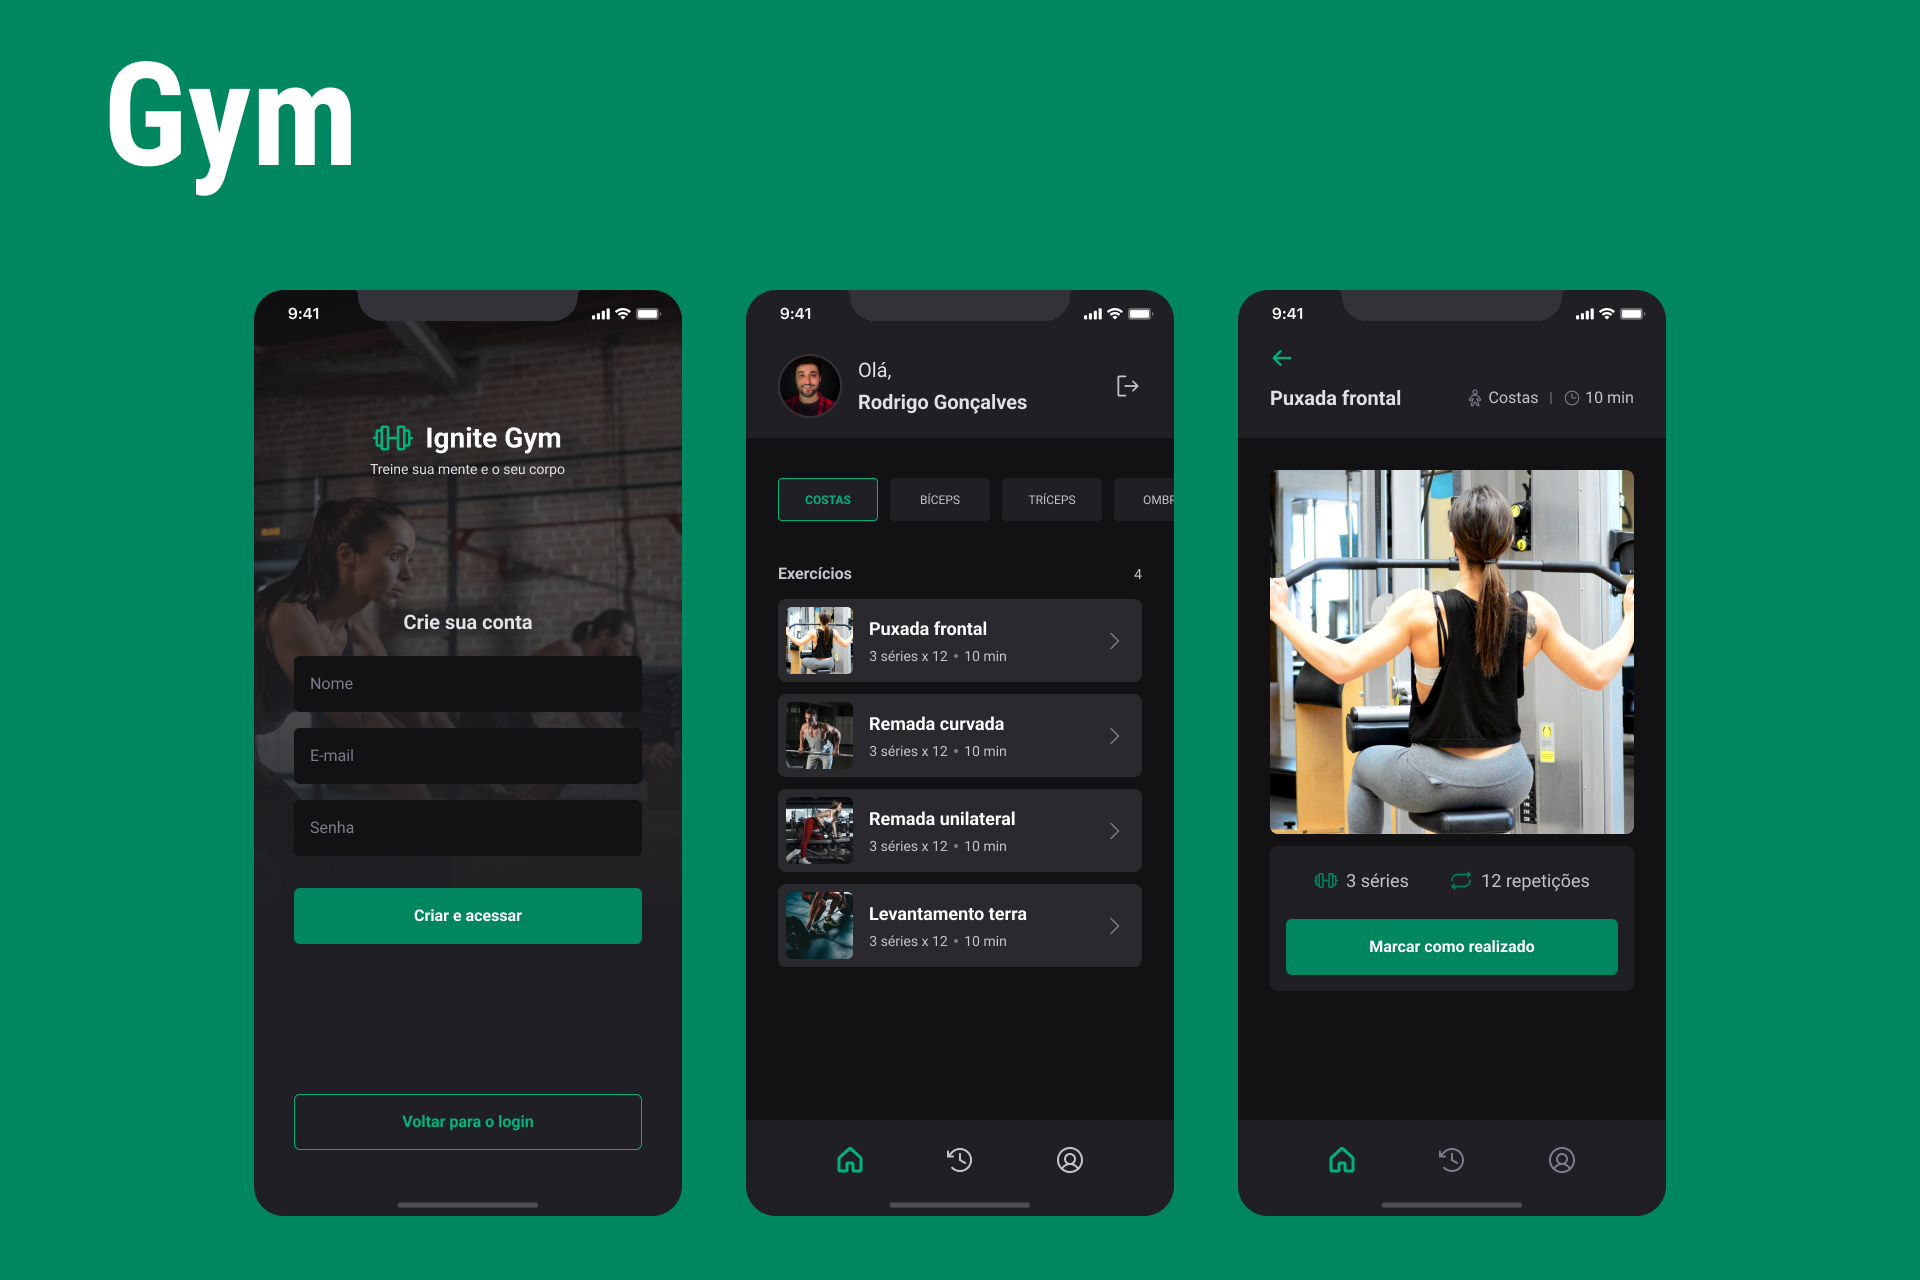 Gym
9:41
Ignite Gym
Treine sua mente e o seu corpo
Crie sua conta
Nome
E-mail
Senha
Criar e acessar
Voltar para o login
9:41
Olá,
Rodrigo Gonçalves
COSTAS BÍCEPS TRÍCEPS OMBR
Exercícios 4
Puxada frontal
3 séries x 12 • 10 min
Remada curvada
3 séries x 12 • 10 min
Remada unilateral
3 séries x 12 • 10 min
Levantamento terra
3 séries x 12 • 10 min
9:41
Puxada frontal Costas | 10 min
3 séries 12 repetições
Marcar como realizado